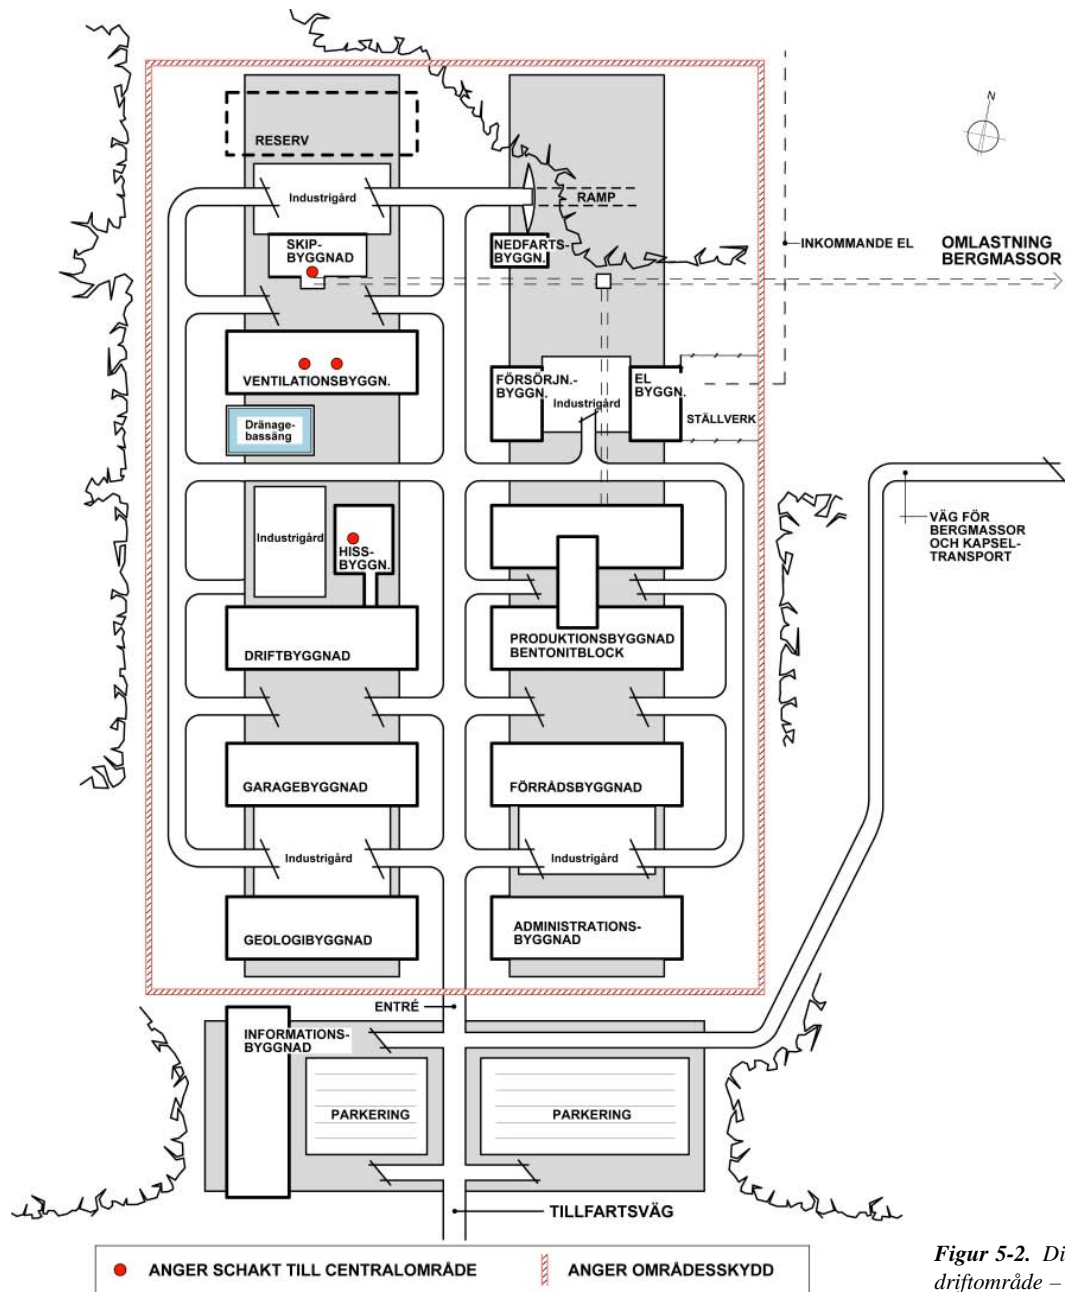 N
RESERV
Industrigård
RAMP
SKIP-
BYGGNAD
NEDFARTS-
BYGGN.
INKOMMANDE EL
OMLASTNING
BERGMASSOR
VENTILATIONSBYGGN.
FÖRSÖRJN.-
BYGGN.
Industrigård
EL
BYGGN.
STÄLLVERK
Dränage-
bassäng
Industrigård
HISS-
BYGGN.
VÄG FÖR
BERGMASSOR
OCH KAPSEL-
TRANSPORT
DRIFTBYGGNAD
PRODUKTIONSBYGGNAD
BENTONITBLOCK
GARAGEBYGGNAD
FÖRRÅDSBYGGNAD
Industrigård
Industrigård
GEOLOGIBYGGNAD
ADMINISTRATIONS-
BYGGNAD
ENTRÉ
INFORMATIONS-
BYGGNAD
PARKERING
PARKERING
TILLFARTSVÄG
ANGER SCHAKT TILL CENTRALOMRÅDE
ANGER OMRÅDESSKYDD
Figur 5-2. Di
driftområde –